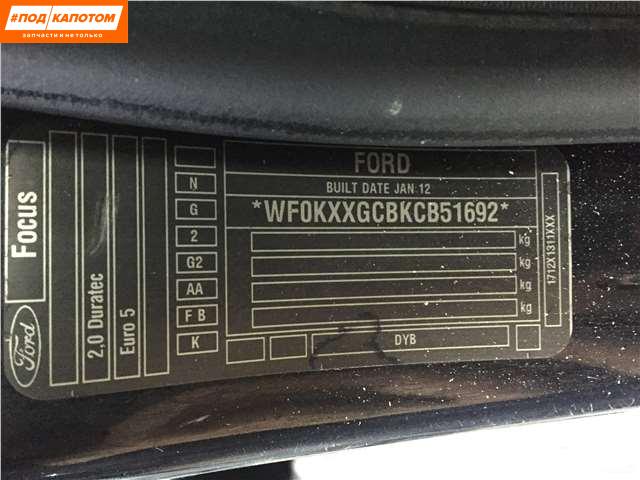 #ПОД КАПОТОМ
запчасти и не только
Ford
Focus
2,0 Duratec
Euro 5
N
G
2
G2
AA
F B
K
FORD
BUILT DATE JAN 12
*WF0KXXGCBKCB51692*
kg
kg
kg
kg
DYB
1712X1311XXX